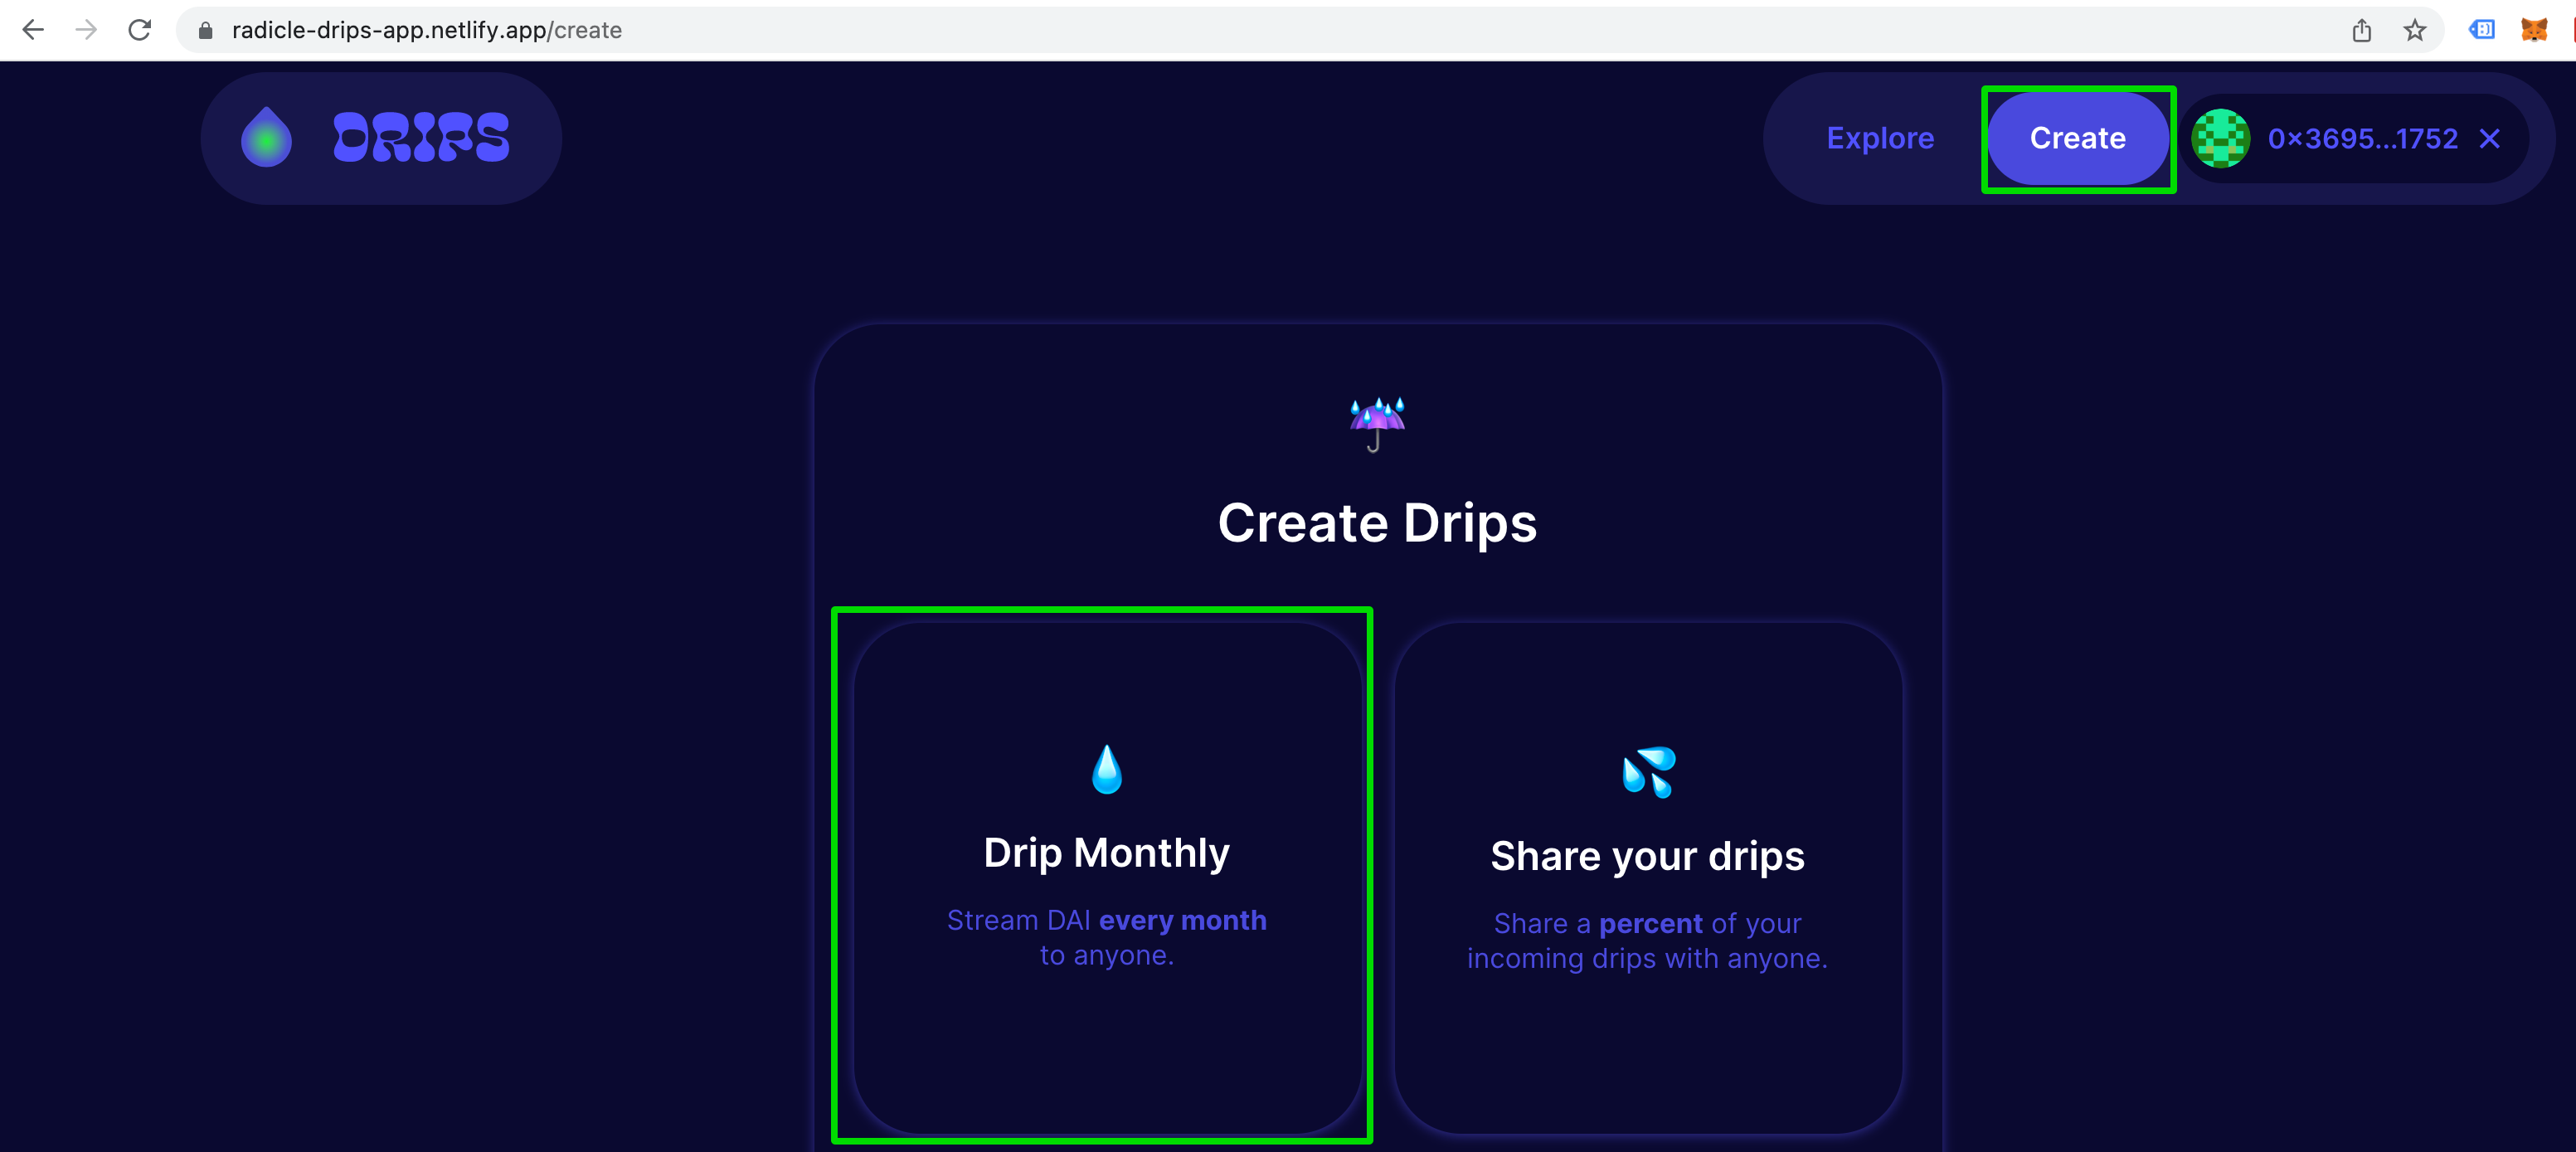 radicle-drips-app.netlify.app/create
DRIPS
Explore
Create
0×3695...1752
Create Drips
Drip Monthly
Stream DAI every month
to anyone.
Share your drips
Share a percent of your
incoming drips with anyone.